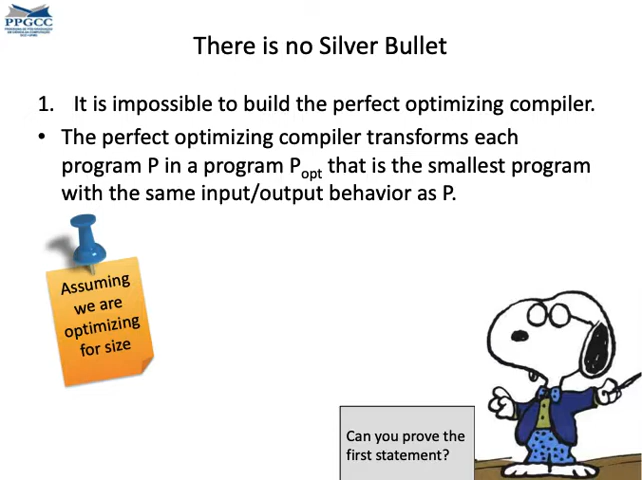 PPGCC
There is no Silver Bullet
1. It is impossible to build the perfect optimizing compiler.
• The perfect optimizing compiler transforms each
program P in a program Popt that is the smallest program
with the same input/output behavior as P.
Assuming
we are
optimizing
for size
Can you prove the
first statement?